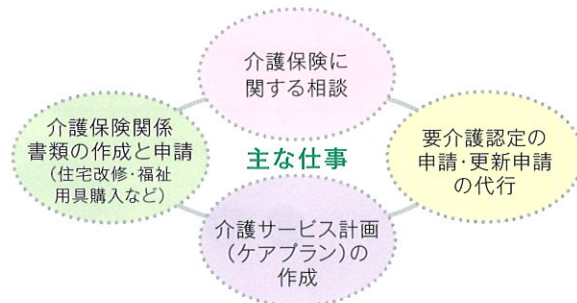 介護保険に
関する相談
介護保険関係
書類の作成と申請
(住宅改修・福祉
用具購入など)
主な仕事
要介護認定の
申請・更新申請
の代行
介護サービス計画
(ケアプラン)の
作成